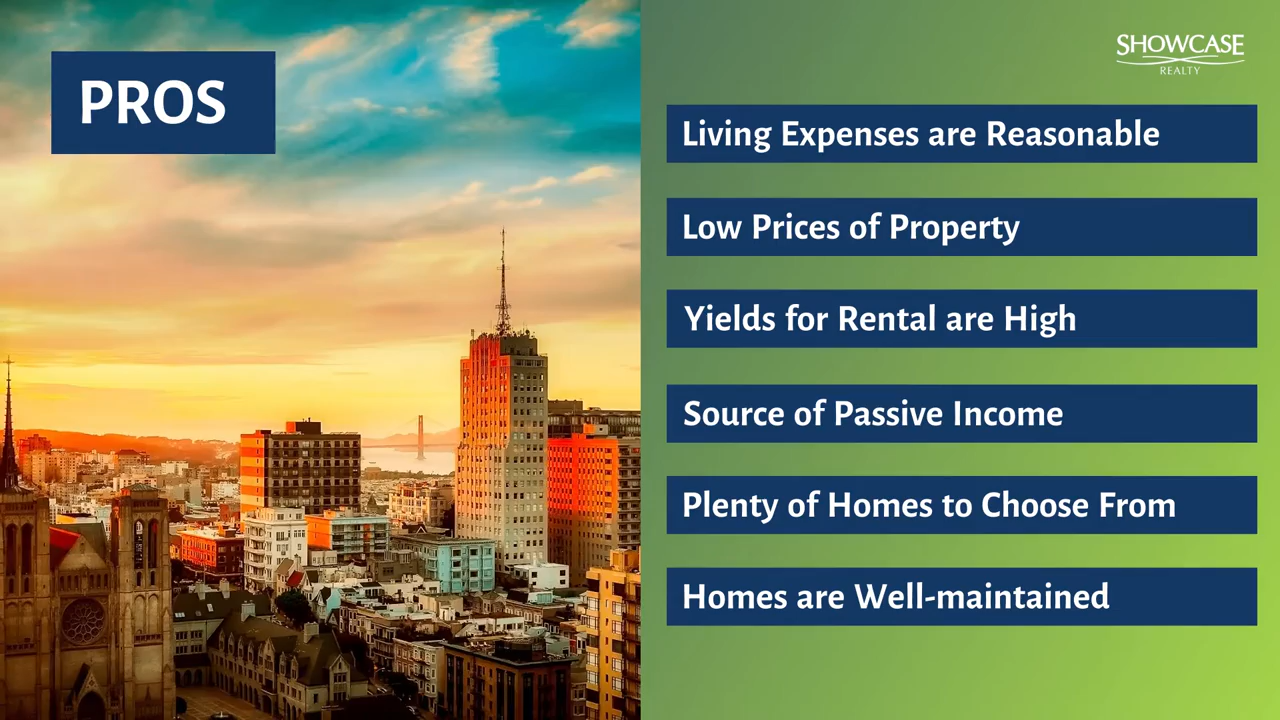 PROS
SHOWCASE
REALTY
Living Expenses are Reasonable
Low Prices of Property
Yields for Rental are High
Source of Passive Income
Plenty of Homes to Choose From
Homes are Well-maintained